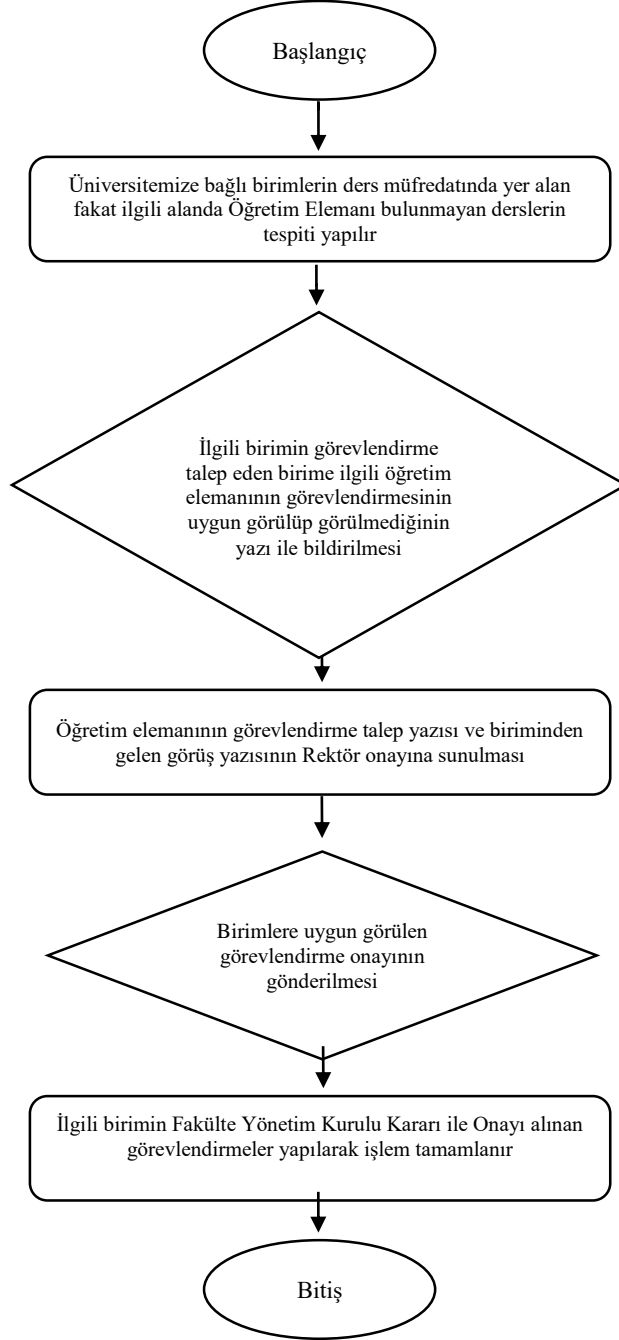 Başlangıç
Üniversitemize bağlı birimlerin ders müfredatında yer alan
fakat ilgili alanda Öğretim Elemanı bulunmayan derslerin
tespiti yapılır
İlgili birimin görevlendirme
talep eden birime ilgili öğretim
elemanının görevlendirmesinin
uygun görülüp görülmediğinin
yazı ile bildirilmesi
Öğretim elemanının görevlendirme talep yazısı ve biriminden
gelen görüş yazısının Rektör onayına sunulması
Birimlere uygun görülen
görevlendirme onayının
gönderilmesi
İlgili birimin Fakülte Yönetim Kurulu Kararı ile Onayı alınan
görevlendirmeler yapılarak işlem tamamlanır
Bitiş